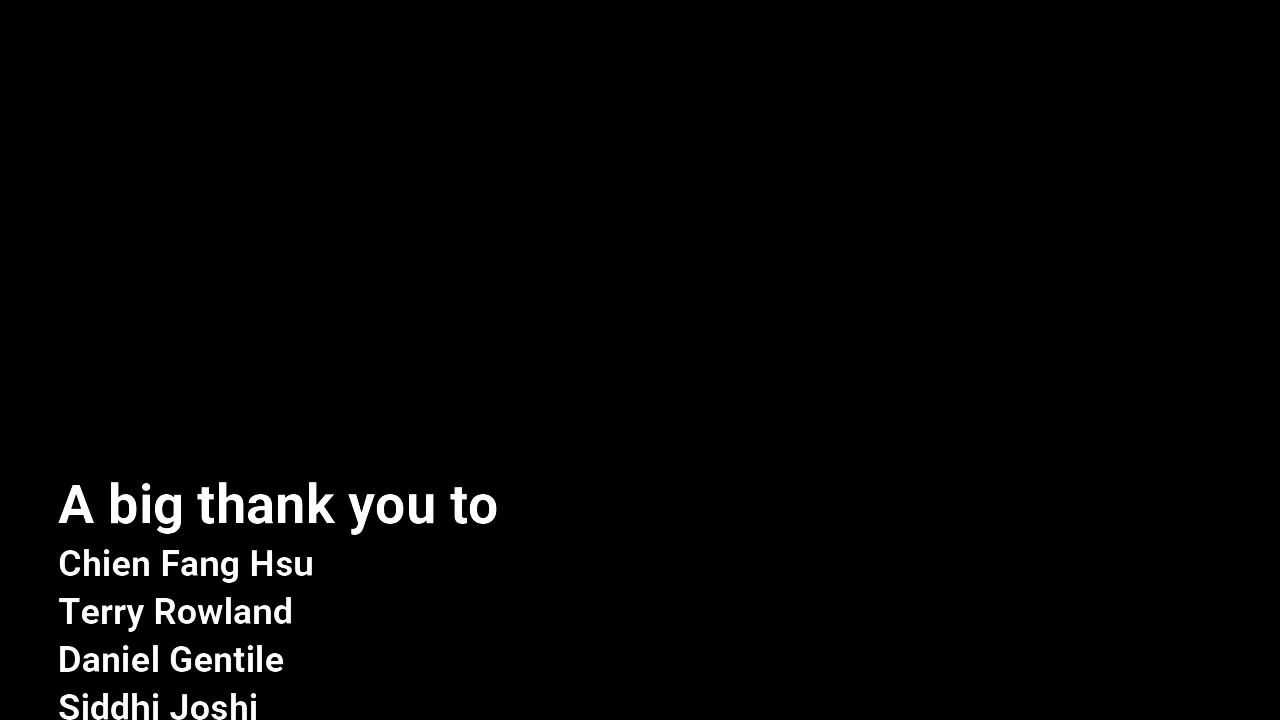 A big thank you to
Chien Fang Hsu
Terry Rowland
Daniel Gentile
Siddhi Joshi